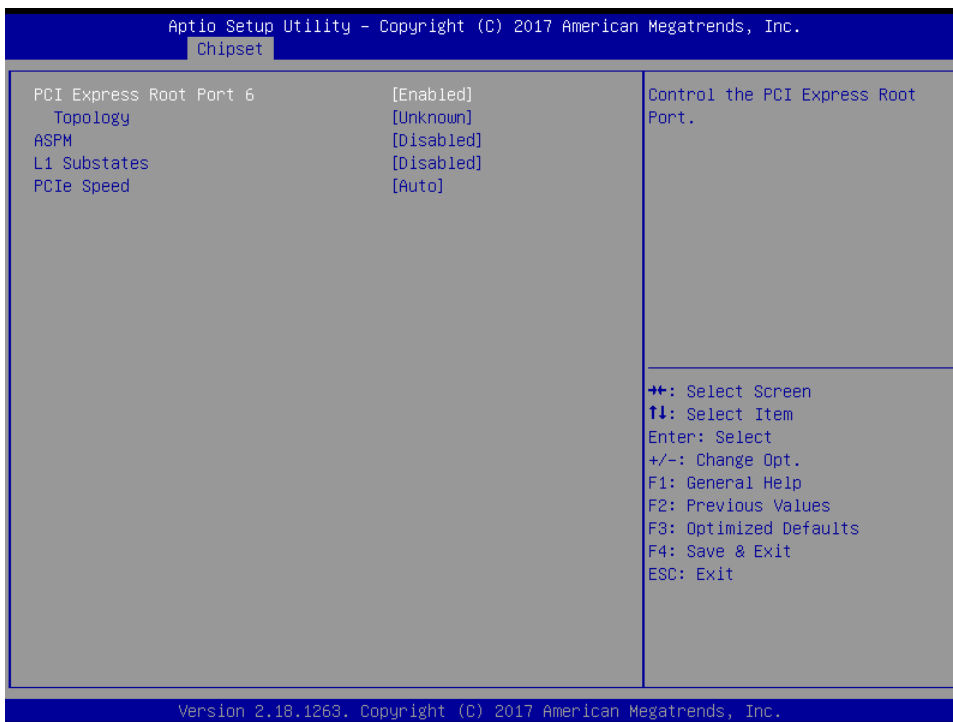 Aptio Setup Utility – Copyright (C) 2017 American Megatrends, Inc.
Chipset
PCI Express Root Port 6 [Enabled]
Topology [Unknown]
ASPM [Disabled]
L1 Substates [Disabled]
PCIe Speed [Auto]
Control the PCI Express Root
Port.
→←: Select Screen
↑↓: Select Item
Enter: Select
+/-: Change Opt.
F1: General Help
F2: Previous Values
F3: Optimized Defaults
F4: Save & Exit
ESC: Exit
Version 2.18.1263. Copyright (C) 2017 American Megatrends, Inc.